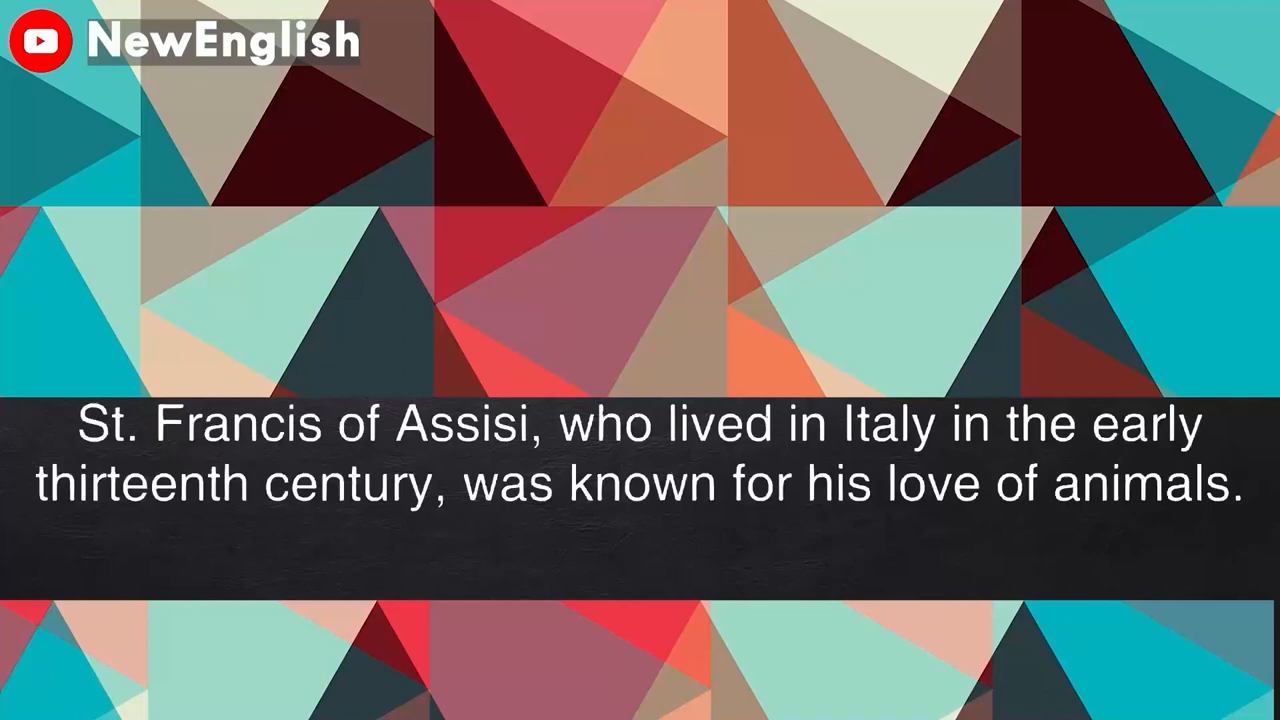 NewEnglish
St. Francis of Assisi, who lived in Italy in the early
thirteenth century, was known for his love of animals.